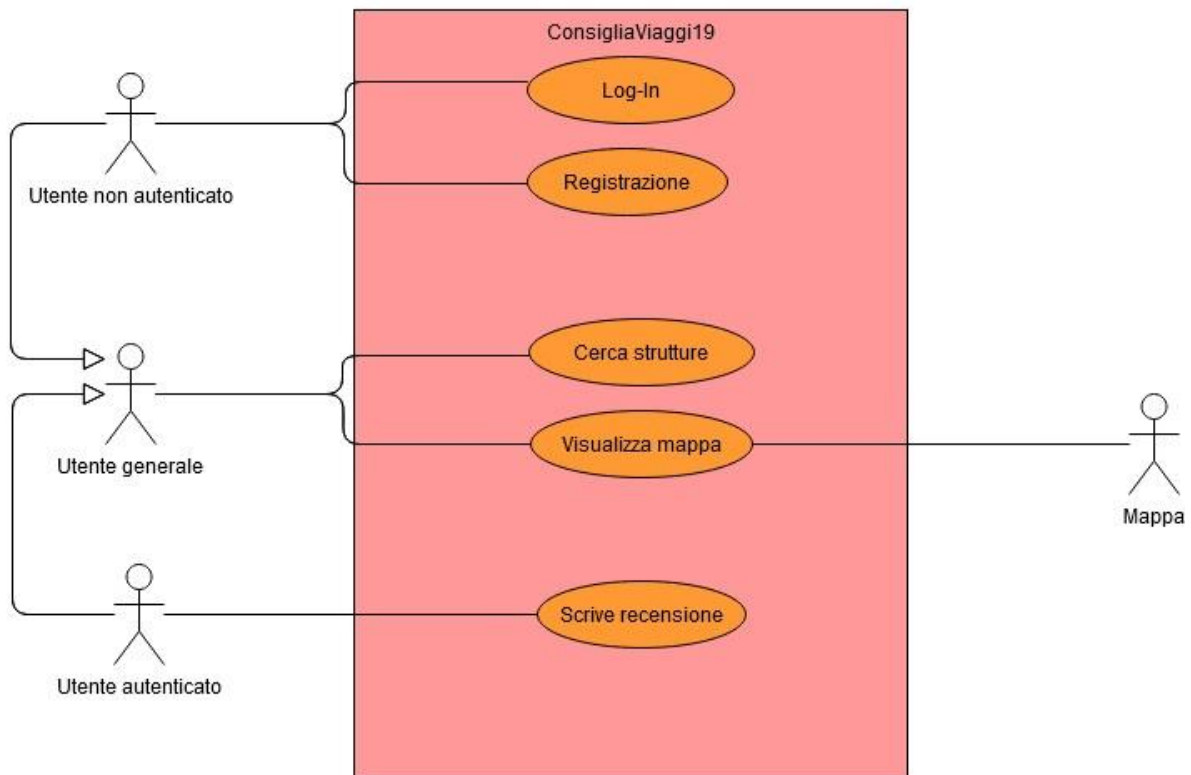 ConsigliaViaggi19
Log-In
Utente non autenticato
Registrazione
Cerca strutture
Utente generale
Visualizza mappa
Mappa
Scrive recensione
Utente autenticato